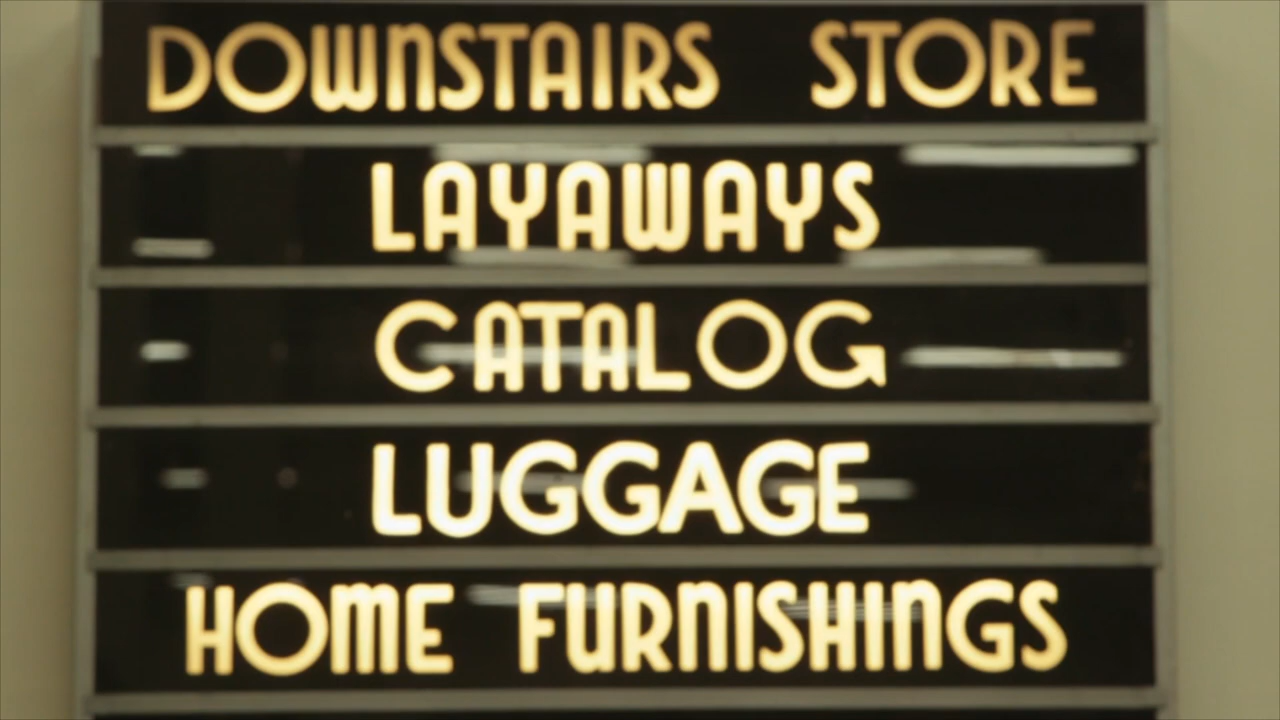 DOWNSTAIRS STORE
LAYAWAYS
CATALOG
LUGGAGE
HOME FURNISHINGS